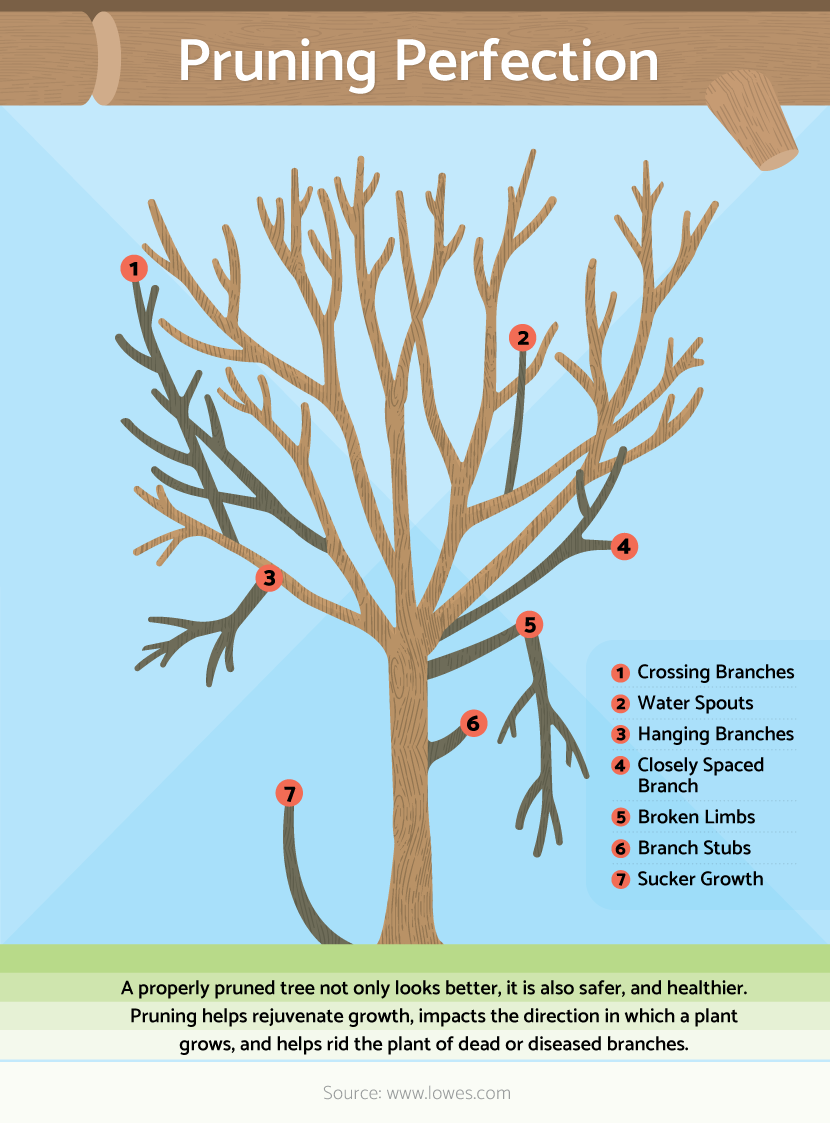 Pruning Perfection
1
2
3
4
5
6
7
1 Crossing Branches
2 Water Spouts
3 Hanging Branches
4 Closely Spaced
Branch
5 Broken Limbs
6 Branch Stubs
7 Sucker Growth
A properly pruned tree not only looks better, it is also safer, and healthier.
Pruning helps rejuvenate growth, impacts the direction in which a plant
grows, and helps rid the plant of dead or diseased branches.
Source: www.lowes.com